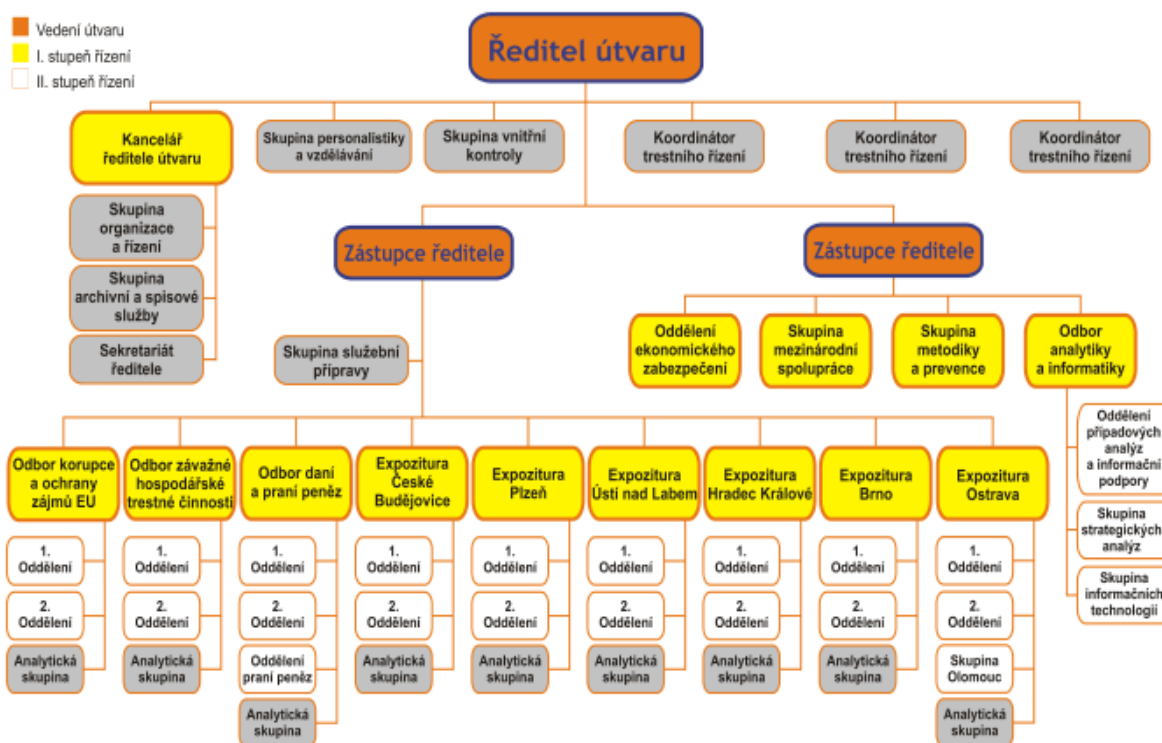 Vedení útvaru
I. stupeň řízení
II. stupeň řízení
Ředitel útvaru
Kancelář
ředitele útvaru
Skupina personalistiky
a vzdělávání
Skupina vnitřní
kontroly
Koordinátor
trestního řízení
Koordinátor
trestního řízení
Koordinátor
trestního řízení
Skupina
organizace
a řízení
Skupina
archivní a spisové
služby
Sekretariát
ředitele
Zástupce ředitele
Zástupce ředitele
Skupina služební
přípravy
Oddělení
ekonomického
zabezpečení
Skupina
mezinárodní
spolupráce
Skupina
metodiky
a prevence
Odbor
analytiky
a informatiky
Oddělení
případových
analýz
a informační
podpory
Skupina
strategických
analýz
Skupina
informačních
technologií
Odbor korupce
a ochrany
zájmů EU
1.
Oddělení
2.
Oddělení
Analytická
skupina
Odbor závažné
hospodářské
trestné činnosti
1.
Oddělení
2.
Oddělení
Analytická
skupina
Odbor daní
a praní peněz
1.
Oddělení
2.
Oddělení
Oddělení
praní peněz
Analytická
skupina
Expozitura
České
Budějovice
1.
Oddělení
2.
Oddělení
Analytická
skupina
Expozitura
Plzeň
1.
Oddělení
2.
Oddělení
Analytická
skupina
Expozitura
Ústí nad Labem
1.
Oddělení
2.
Oddělení
Analytická
skupina
Expozitura
Hradec Králové
1.
Oddělení
2.
Oddělení
Analytická
skupina
Expozitura
Brno
1.
Oddělení
2.
Oddělení
Analytická
skupina
Expozitura
Ostrava
1.
Oddělení
2.
Oddělení
Skupina
Olomouc
Analytická
skupina